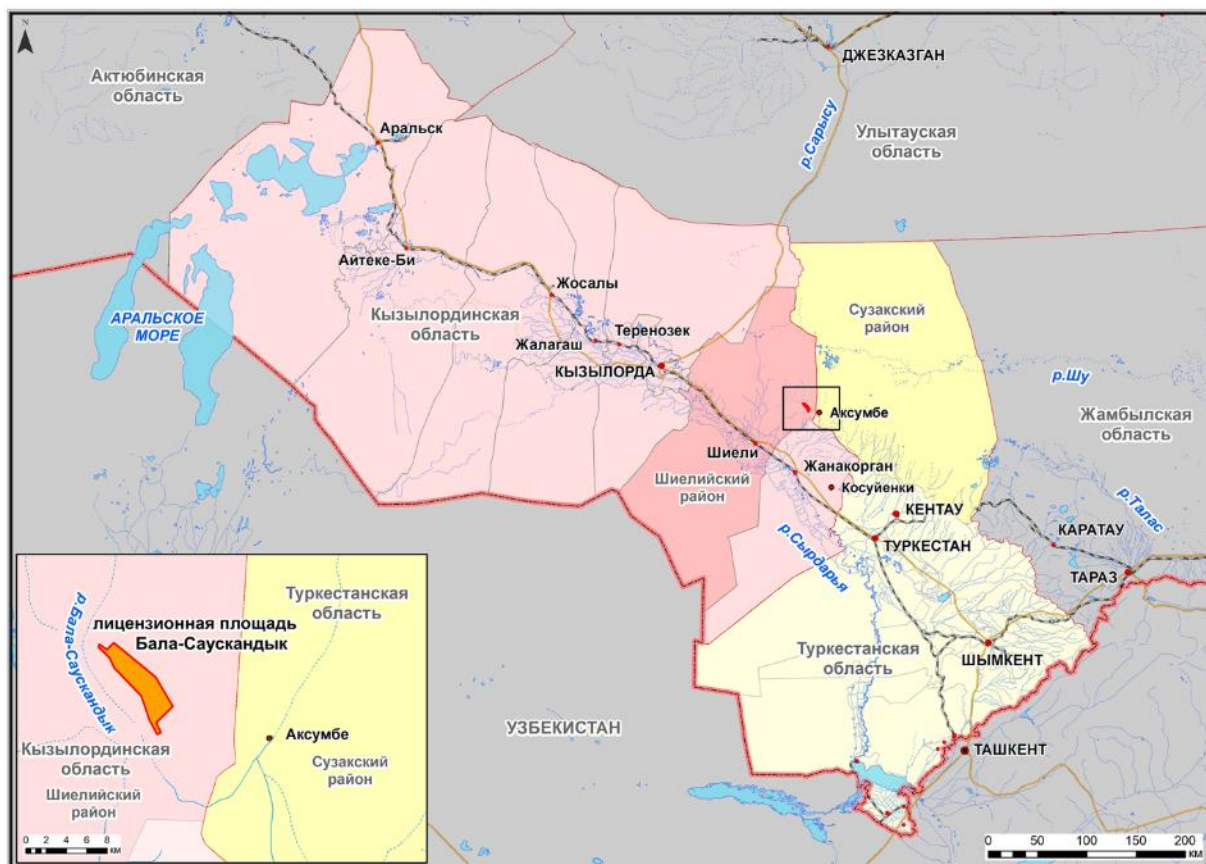 N
ДЖЕЗКАЗГАН
Актюбинская
область
Улытауская
область
р.Сарысу
Аральск
Айтеке-Би
Жосалы
Сузакский
район
АРАЛЬСКОЕ
МОРЕ
Кызылординская
область
Теренозек
Жалагаш
КЫЗЫЛОРДА
р.Шу
Аксумбе
Жамбылская
область
Шиели
Жанакорган
Шиелийский
район
Косуйенки
КЕНТАУ
р.Талас
КАРАТАУ
ТУРКЕСТАН
р.Сырдарья
ТАРАЗ
Туркестанская
область
ШЫМКЕНТ
УЗБЕКИСТАН
ТАШКЕНТ
Туркестанская
область
р.Бала-Саускандык
лицензионная площадь
Бала-Саускандык
Аксумбе
Кызылординская
область
Сузакский
район
Шиелийский
район
0 2 4 6 8
КМ
0 50 100 150 200
КМ